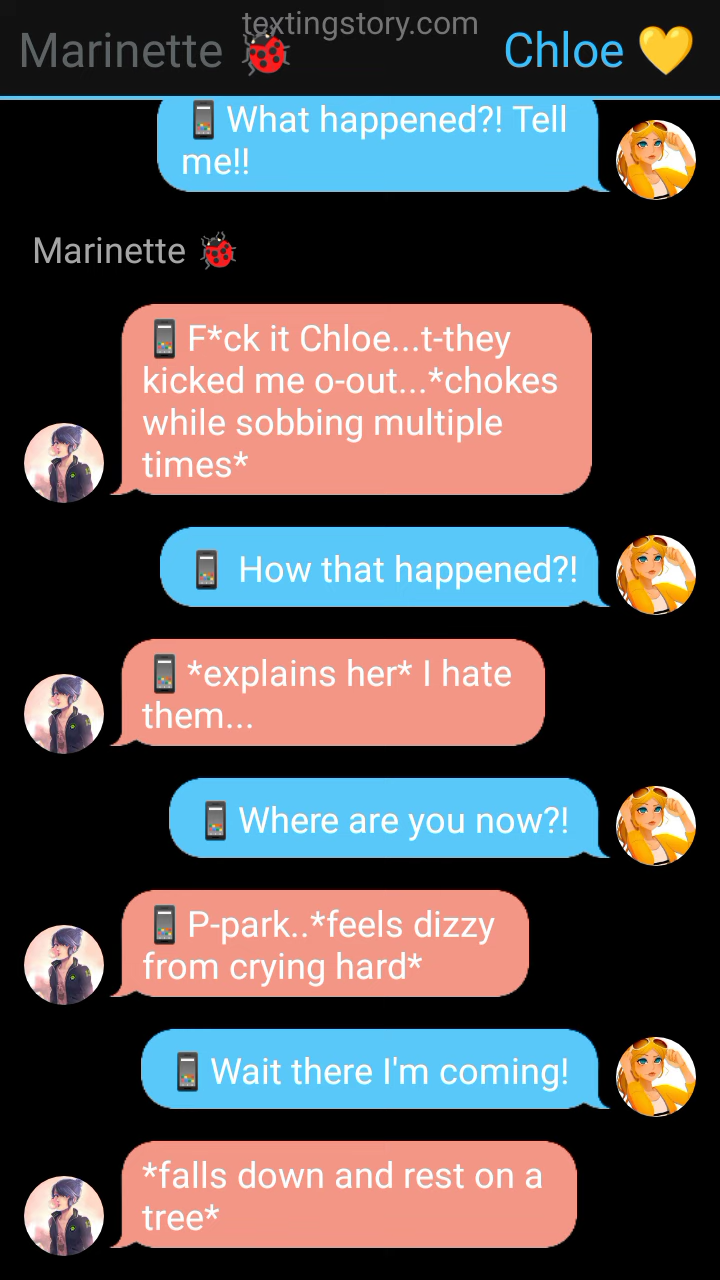 textingstory.com
Marinette 🐞 Chloe 💛
📱What happened?! Tell
me!!
Marinette 🐞
📱F*ck it Chloe...t-they
kicked me o-out...*chokes
while sobbing multiple
times*
📱 How that happened?!
📱*explains her* I hate
them...
📱Where are you now?!
📱P-park..*feels dizzy
from crying hard*
📱Wait there I'm coming!
*falls down and rest on a
tree*